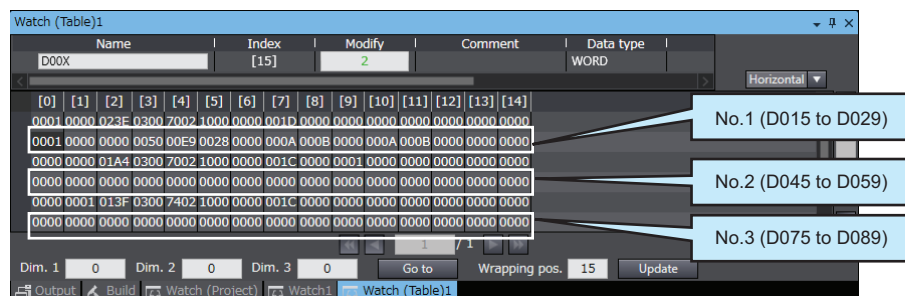 Watch (Table)1
Name Index Modify Comment Data type
D00X [15] 2 WORD
Horizontal
[0] [1] [2] [3] [4] [5] [6] [7] [8] [9] [10] [11] [12] [13] [14]
0001 0000 023E 0300 7002 1000 0000 001D 0000 0000 0000 0000 0000 0000 0000
No.1 (D015 to D029)
0001 0000 0000 0050 00E9 0028 0000 000A 000B 0000 000A 000B 0000 0000 0000
0000 0000 01A4 0300 7002 1000 0000 001C 0000 0001 0000 0000 0000 0000 0000
No.2 (D045 to D059)
0000 0000 0000 0000 0000 0000 0000 0000 0000 0000 0000 0000 0000 0000 0000
0000 0001 013F 0300 7402 1000 0000 001C 0000 0000 0000 0000 0000 0000 0000
0000 0000 0000 0000 0000 0000 0000 0000 0000 0000 0000 0000 0000 0000 0000
No.3 (D075 to D089)
1 / 1
Dim. 1 0 Dim. 2 0 Dim. 3 0 Go to Wrapping pos. 15 Update
Output Build Watch (Project) Watch1 Watch (Table)1